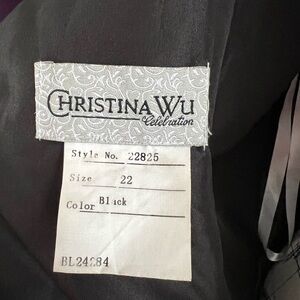 CHRISTINA WU
Celebration
Style No. 22825
Size 22
Color Black
BL24284